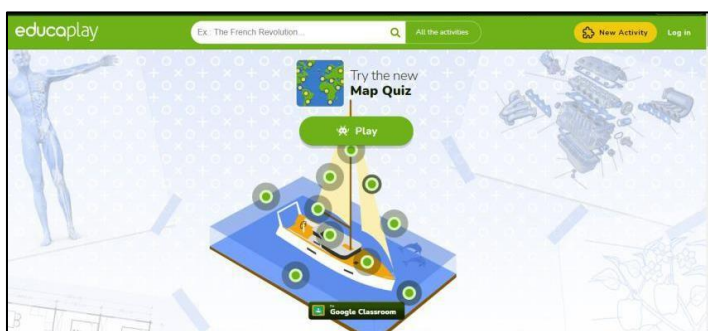 educaplay
Ex.: The French Revolution...
All the activities
New Activity
Log in
Try the new
Map Quiz
Play
Google Classroom